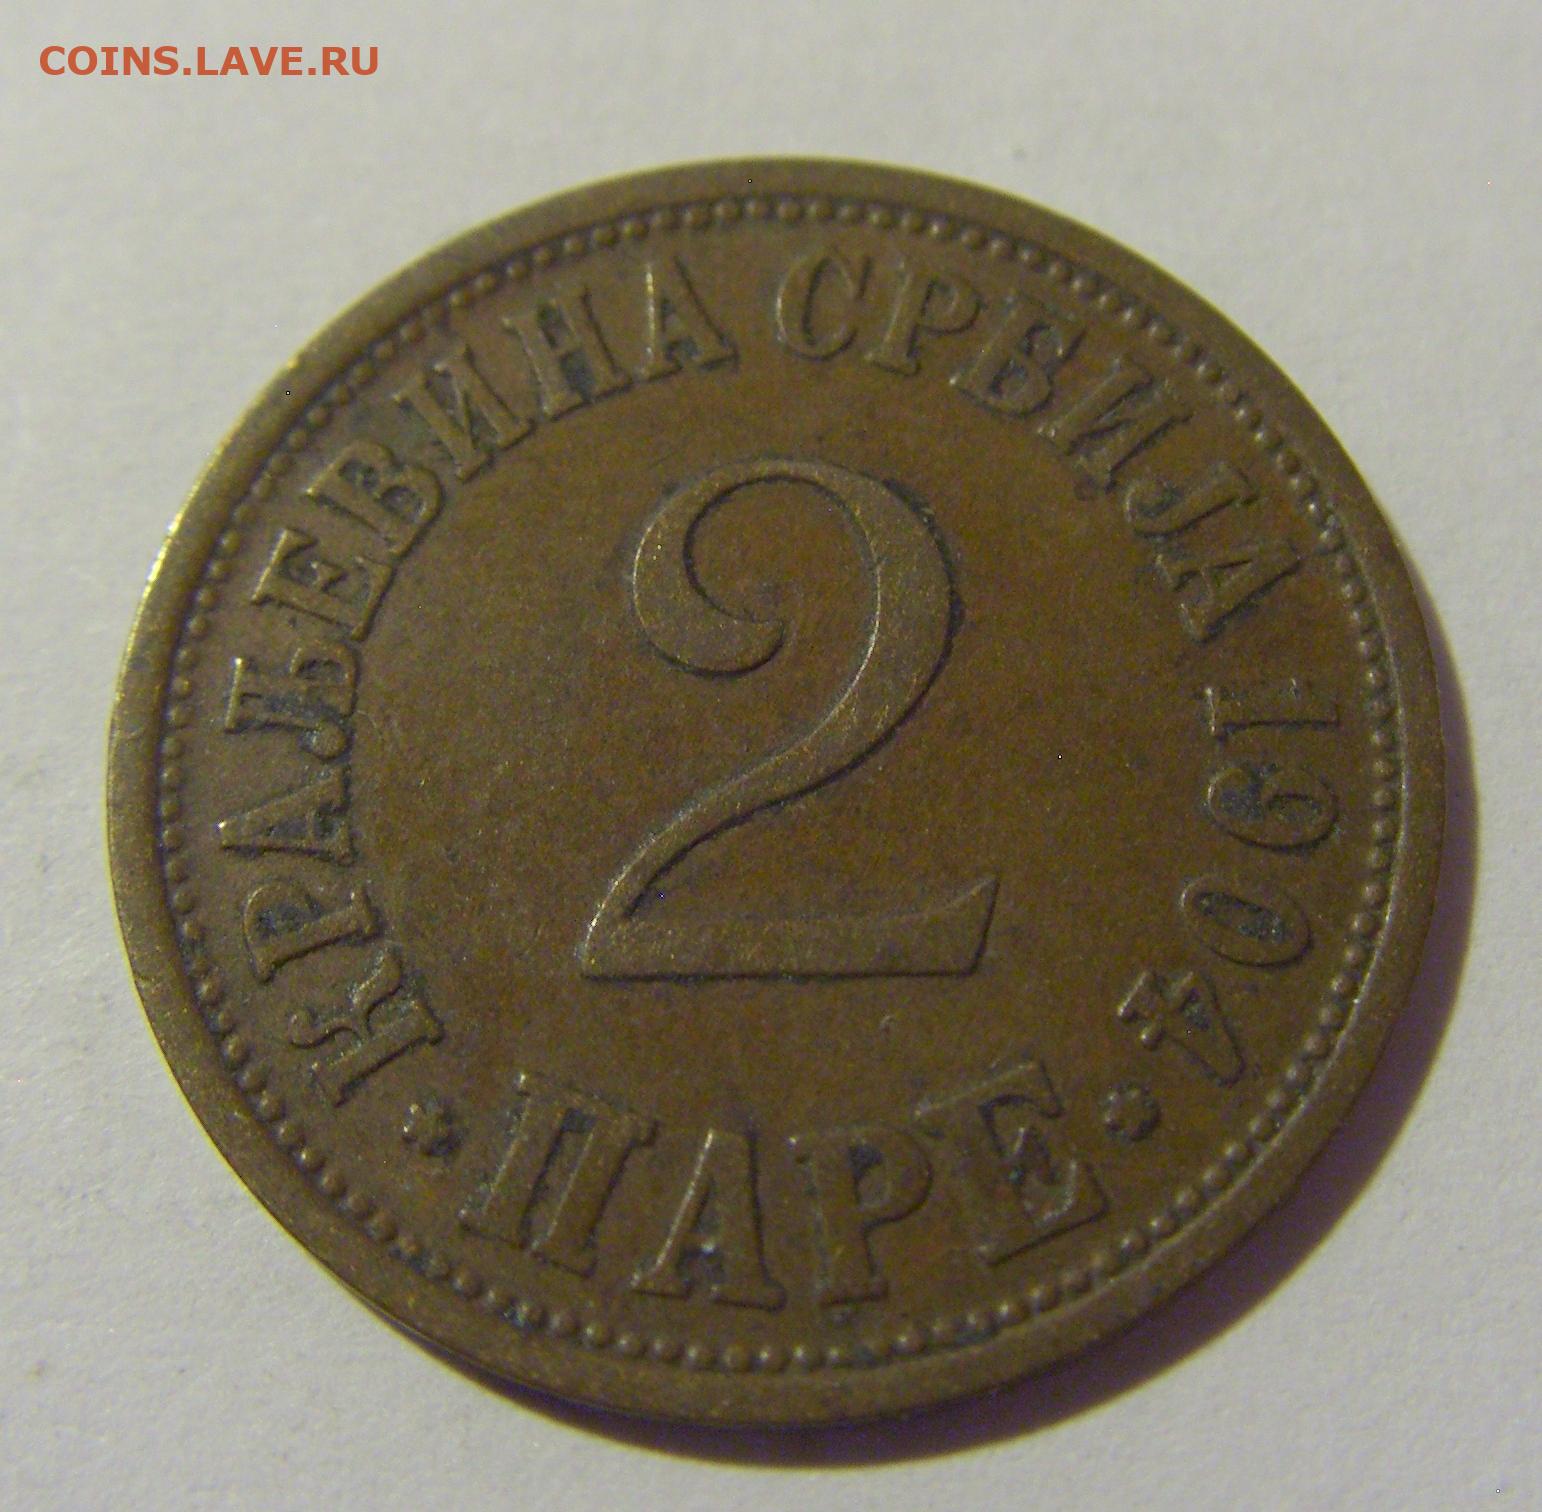 COINS.LAVE.RU
КРАЉЕВИНА СРБИЈА 1904
2
ПАРЕ